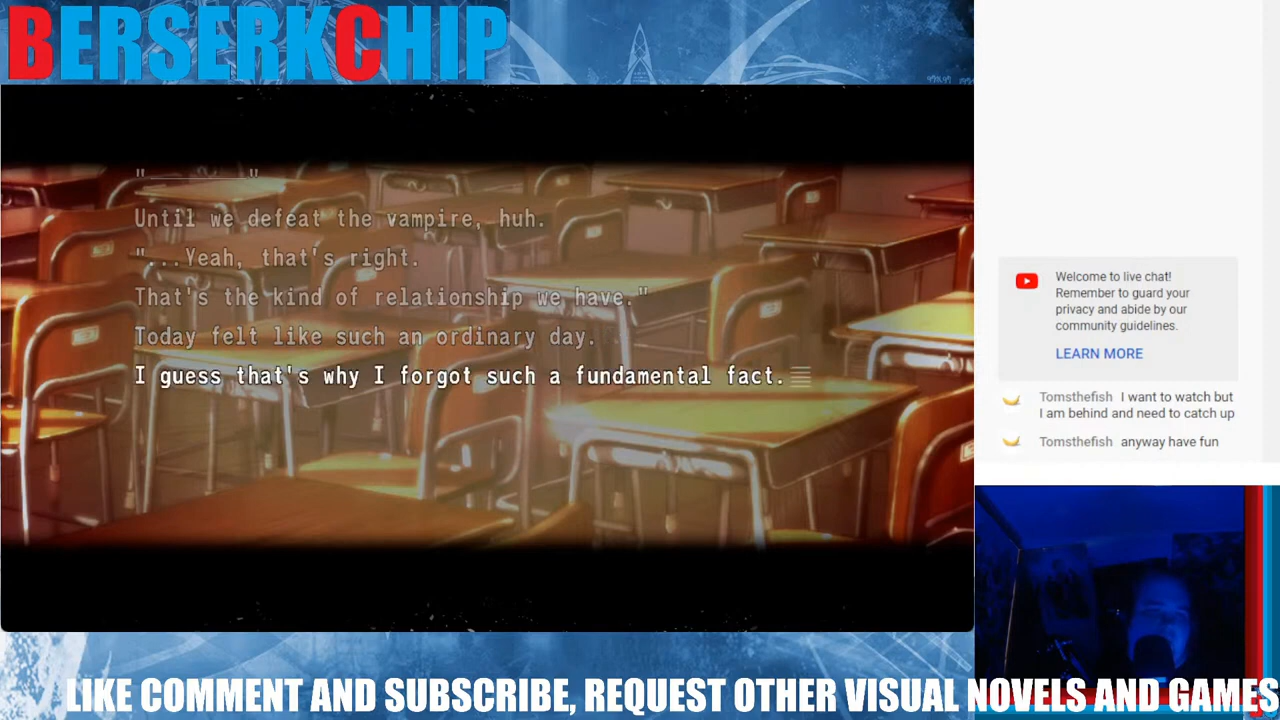 BERSERKCHIP
"________"
Until we defeat the vampire, huh.
"...Yeah, that's right.
That's the kind of relationship we have."
Today felt like such an ordinary day.
I guess that's why I forgot such a fundamental fact.
Welcome to live chat!
Remember to guard your
privacy and abide by our
community guidelines.
LEARN MORE
Tomsthefish I want to watch but
I am behind and need to catch up
Tomsthefish anyway have fun
LIKE COMMENT AND SUBSCRIBE, REQUEST OTHER VISUAL NOVELS AND GAMES